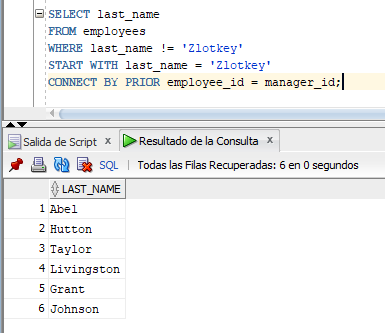 SELECT last_name
FROM employees
WHERE last_name != 'Zlotkey'
START WITH last_name = 'Zlotkey'
CONNECT BY PRIOR employee_id = manager_id;
Salida de Script x Resultado de la Consulta x
SQL | Todas las Filas Recuperadas: 6 en 0 segundos
LAST_NAME
1 Abel
2 Hutton
3 Taylor
4 Livingston
5 Grant
6 Johnson